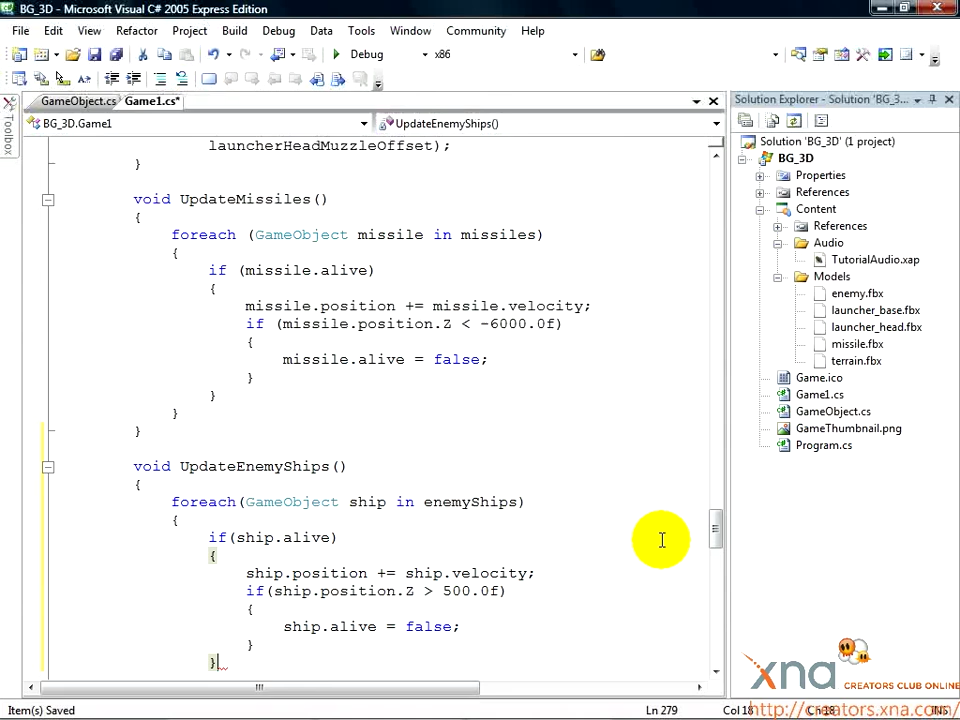 BG_3D - Microsoft Visual C# 2005 Express Edition
File Edit View Refactor Project Build Debug Data Tools Window Community Help
Debug x86
GameObject.cs Game1.cs*
BG_3D.Game1 UpdateEnemyShips()
Toolbox
launcherHeadMuzzleOffset);
}
void UpdateMissiles()
{
foreach (GameObject missile in missiles)
{
if (missile.alive)
{
missile.position += missile.velocity;
if (missile.position.Z < -6000.0f)
{
missile.alive = false;
}
}
}
}
void UpdateEnemyShips()
{
foreach(GameObject ship in enemyShips)
{
if(ship.alive)
{
ship.position += ship.velocity;
if(ship.position.Z > 500.0f)
{
ship.alive = false;
}
}
Solution Explorer - Solution 'BG_3...
Solution 'BG_3D' (1 project)
BG_3D
Properties
References
Content
References
Audio
TutorialAudio.xap
Models
enemy.fbx
launcher_base.fbx
launcher_head.fbx
missile.fbx
terrain.fbx
Game.ico
Game1.cs
GameObject.cs
GameThumbnail.png
Program.cs
xna CREATORS CLUB ONLINE
http://creators.xna.com/
Item(s) Saved Ln 279 Col 18